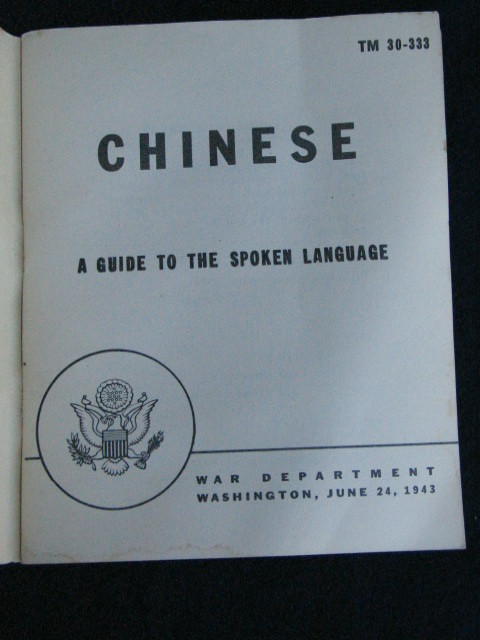 TM 30-333
CHINESE
A GUIDE TO THE SPOKEN LANGUAGE
WAR DEPARTMENT
WASHINGTON, JUNE 24, 1943